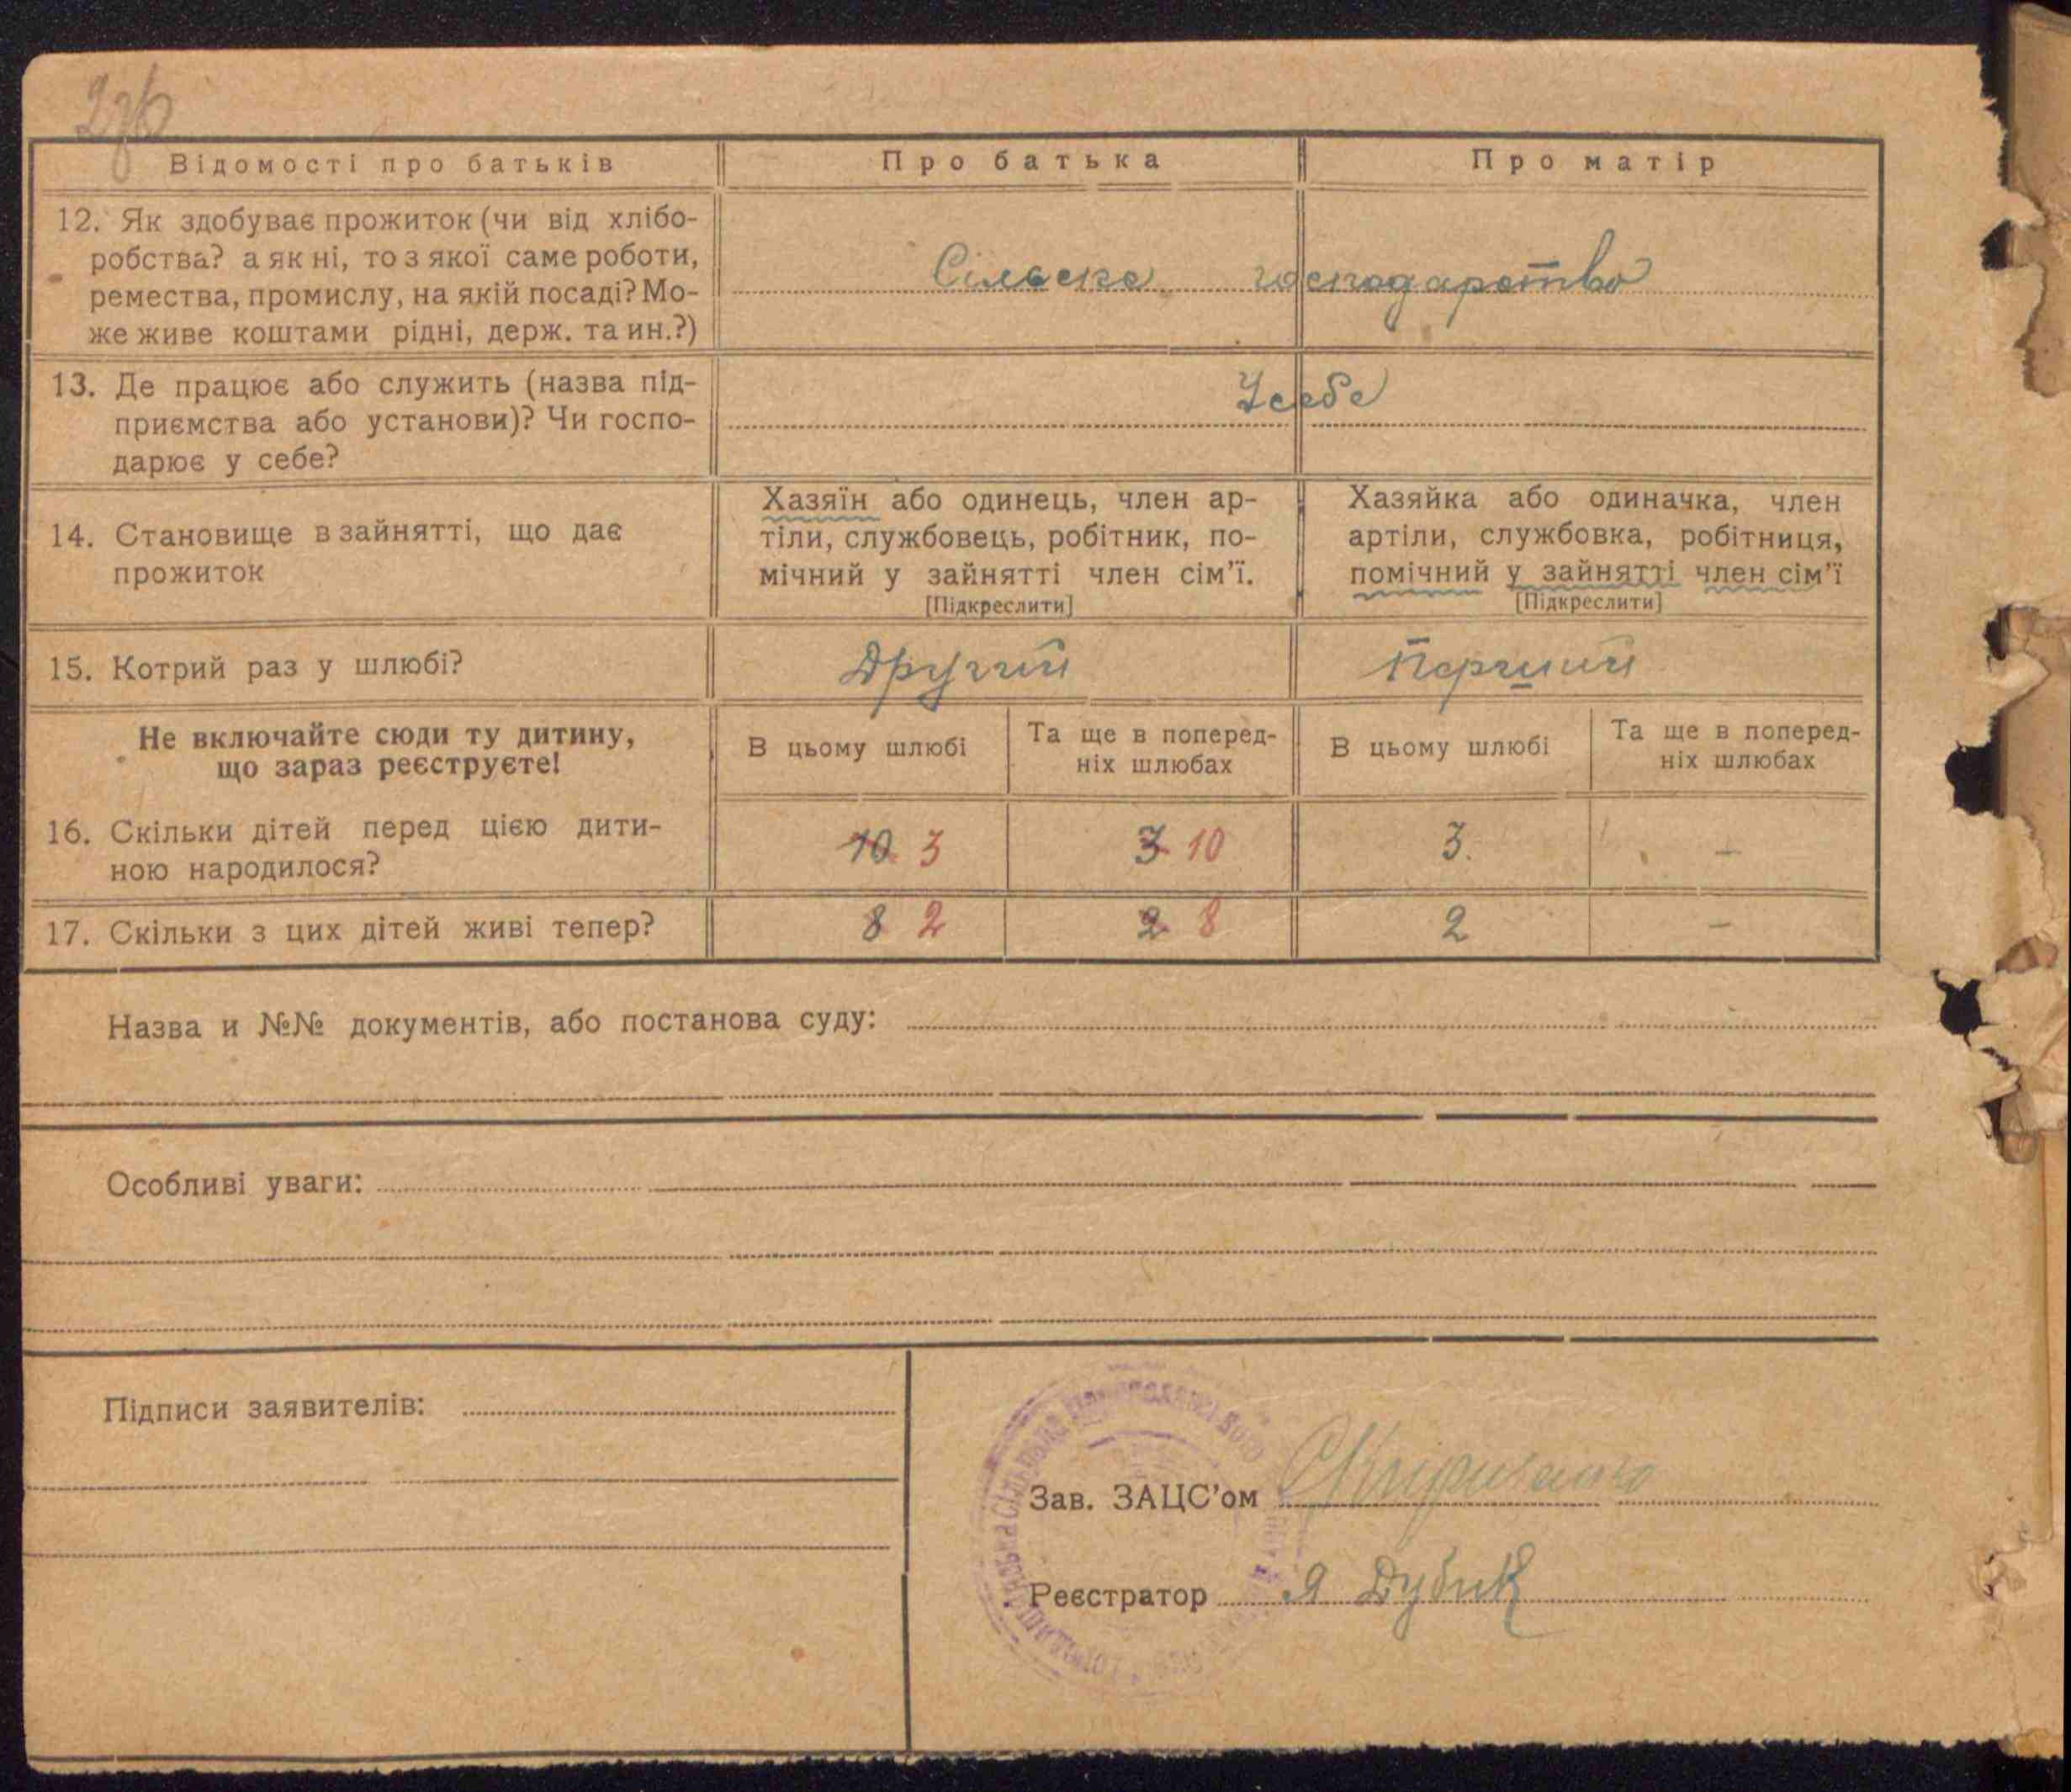 2зв
Відомості про батьків
Про батька
Про матір
12. Як здобуває прожиток (чи від хлібо-
робства? а як ні, то з якої саме роботи,
ремества, промислу, на якій посаді? Мо-
же живе коштами рідні, держ. та ин.?)
Сільське господарство
13. Де працює або служить (назва під-
приємства або установи)? Чи госпо-
дарює у себе?
У себе
14. Становище в зайнятті, що дає
прожиток
Хазяїн або одинець, член ар-
тіли, службовець, робітник, по-
мічний у зайнятті член сім’ї.
[Підкреслити]
Хазяйка або одиначка, член
артіли, службовка, робітниця,
помічний у зайнятті член сім’ї
[Підкреслити]
15. Котрий раз у шлюбі?
Другий
Перший
Не включайте сюди ту дитину,
що зараз реєструєте!
В цьому шлюбі
Та ще в поперед-
ніх шлюбах
В цьому шлюбі
Та ще в поперед-
ніх шлюбах
16. Скільки дітей перед цією дити-
ною народилося?
10 3
3 10
3.
—
17. Скільки з цих дітей живі тепер?
8 2
2 8
2
—
Назва и №№ документів, або постанова суду:
Особливі уваги:
Підписи заявителів:
Зав. ЗАЦС’ом
Реєстратор Я Дубик